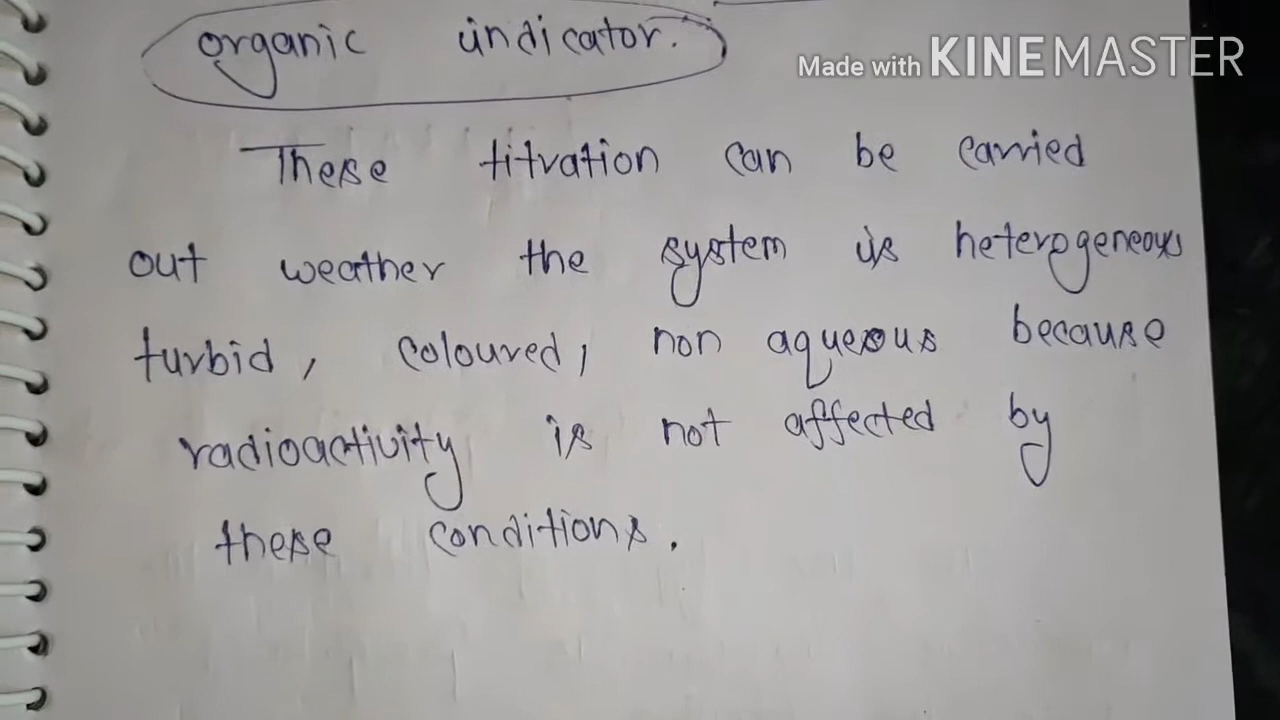 organic indicator.
Made with KINEMASTER
These titration can be carried
out weather the system is heterogeneous
turbid, coloured, non aqueous because
radioactivity is not affected by
these conditions.